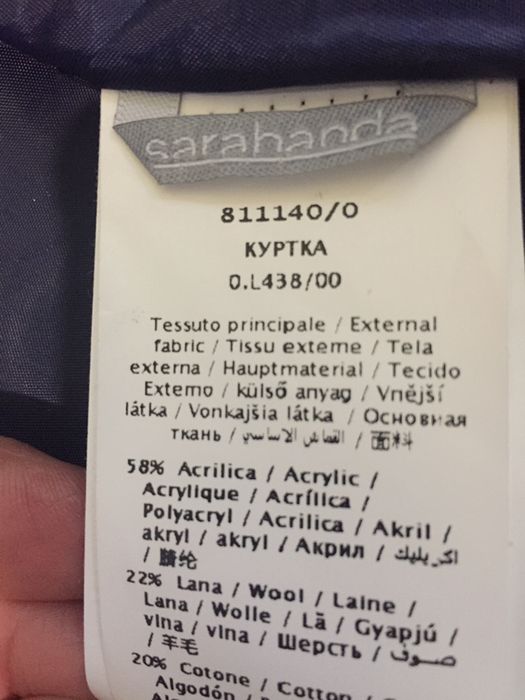 sarabanda
811140/0
КУРТКА
0.L438/00
Tessuto principale / External
fabric / Tissu externe / Tela
externa / Hauptmaterial / Tecido
Externo / külső anyag / Vnější
látka / Vonkajšia látka / Основная
ткань / القماش الاساسي / 面料
58% Acrilica / Acrylic /
Acrylique / Acrílica /
Polyacryl / Acrilica / Akril /
akryl / akryl / Акрил / اكريليك
/ 腈纶
22% Lana / Wool / Laine /
Lana / Wolle / Lã / Gyapjú /
vlna / vlna / Шерсть / صوف
/ 羊毛
20% Cotone / Cotton /
Algodón /